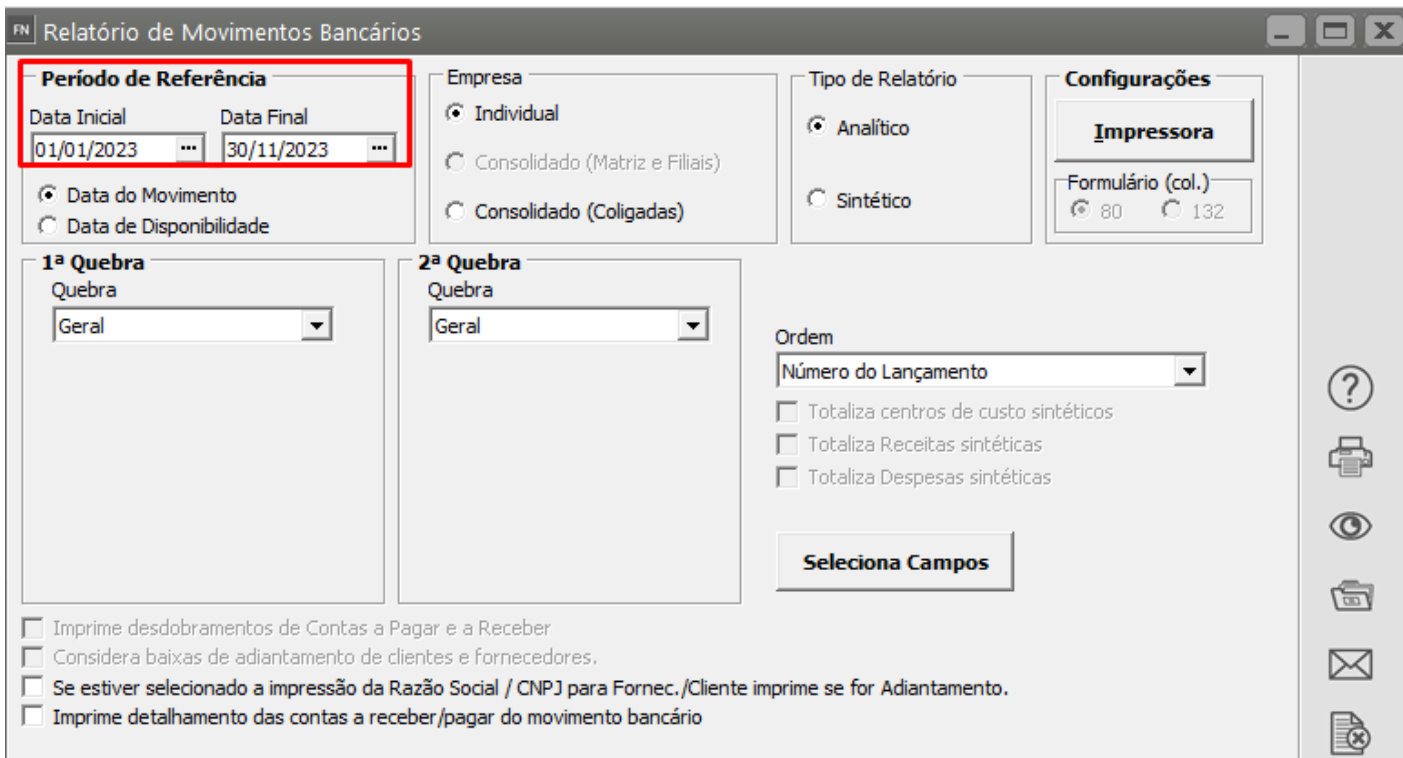 FN Relatório de Movimentos Bancários
Período de Referência
Data Inicial Data Final
01/01/2023 ... 30/11/2023 ...
Data do Movimento
Data de Disponibilidade
Empresa
Individual
Consolidado (Matriz e Filiais)
Consolidado (Coligadas)
Tipo de Relatório
Analítico
Sintético
Configurações
Impressora
Formulário (col.)
80 132
1ª Quebra
Quebra
Geral
2ª Quebra
Quebra
Geral
Ordem
Número do Lançamento
Totaliza centros de custo sintéticos
Totaliza Receitas sintéticas
Totaliza Despesas sintéticas
Seleciona Campos
Imprime desdobramentos de Contas a Pagar e a Receber
Considera baixas de adiantamento de clientes e fornecedores.
Se estiver selecionado a impressão da Razão Social / CNPJ para Fornec./Cliente imprime se for Adiantamento.
Imprime detalhamento das contas a receber/pagar do movimento bancário